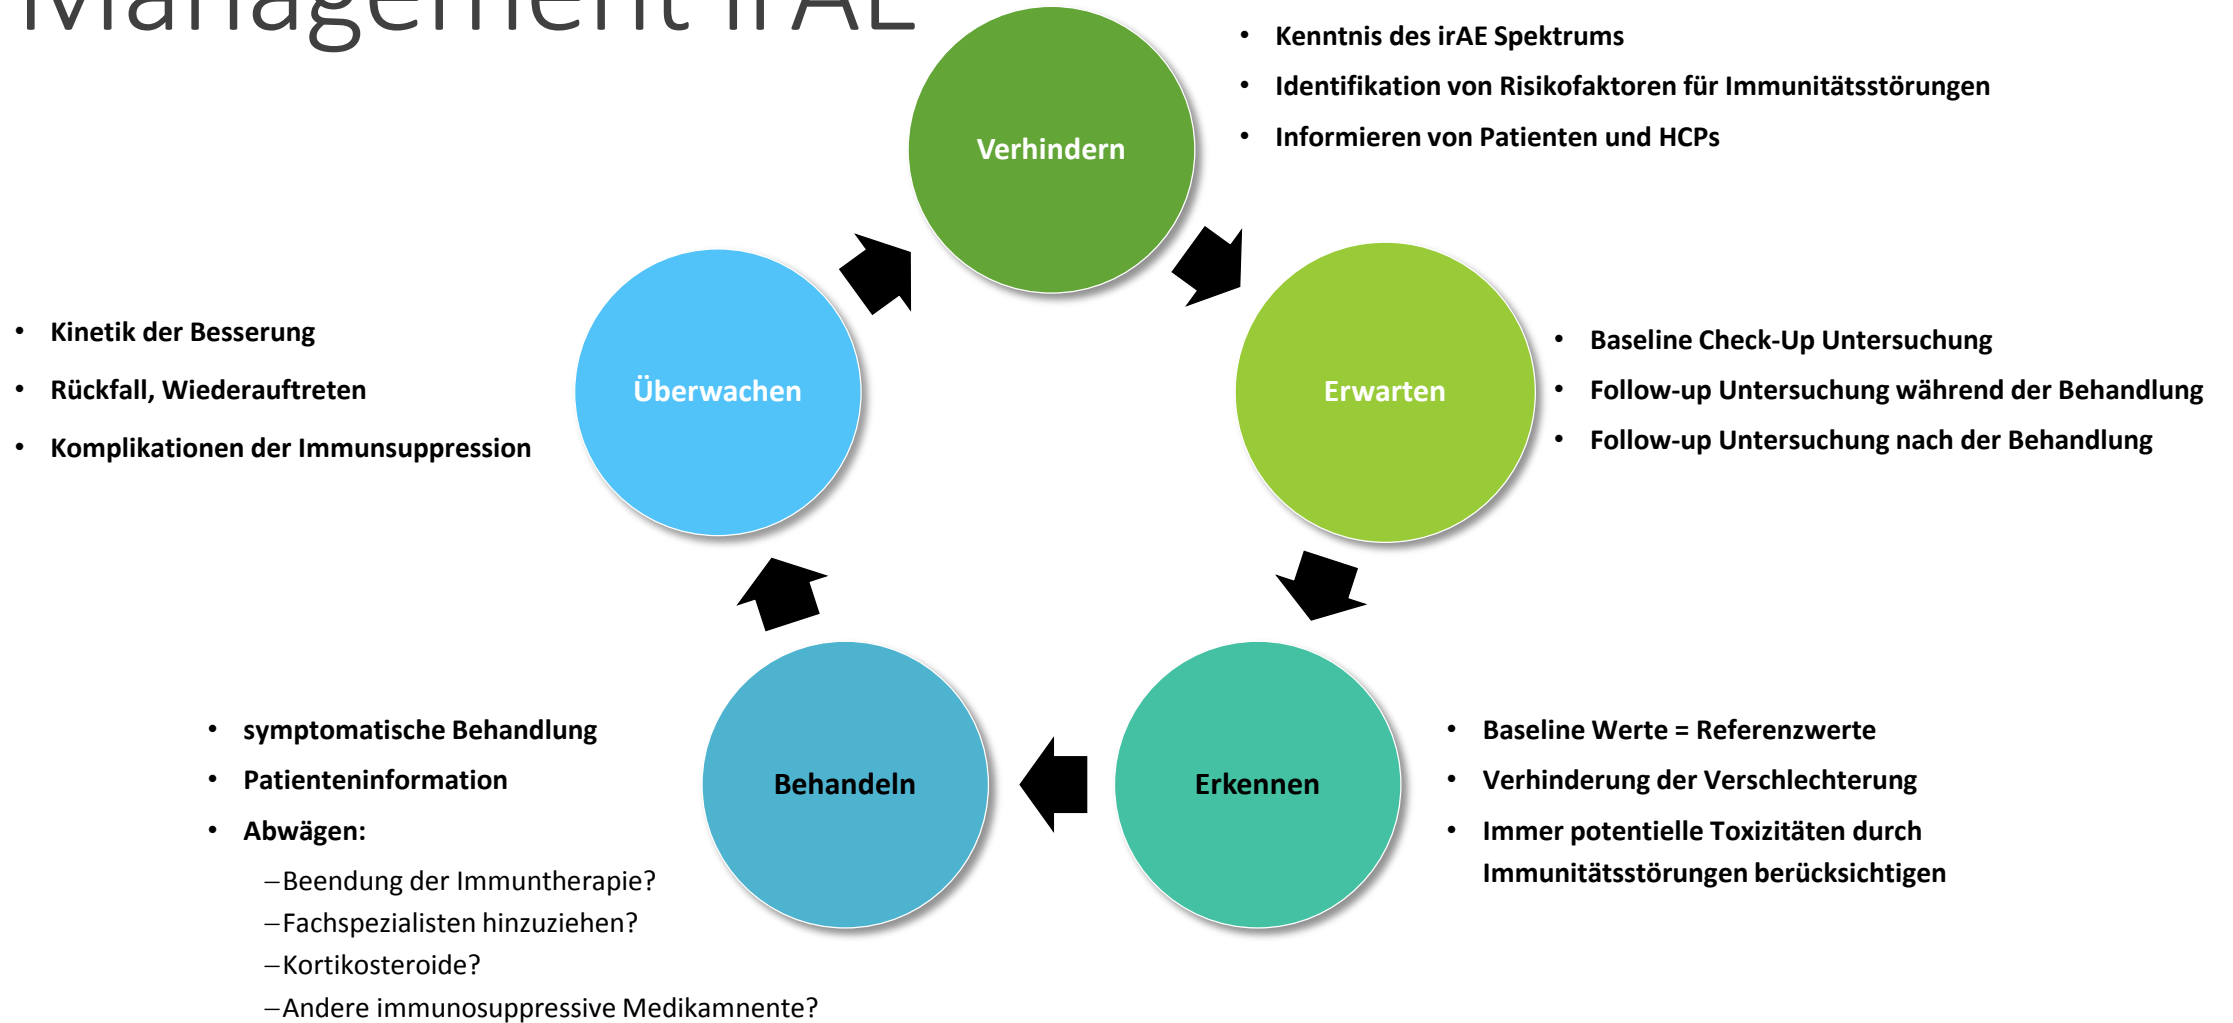 Management irAE
Verhindern
• Kenntnis des irAE Spektrums
• Identifikation von Risikofaktoren für Immunitätsstörungen
• Informieren von Patienten und HCPs
Erwarten
• Baseline Check-Up Untersuchung
• Follow-up Untersuchung während der Behandlung
• Follow-up Untersuchung nach der Behandlung
Erkennen
• Baseline Werte = Referenzwerte
• Verhinderung der Verschlechterung
• Immer potentielle Toxizitäten durch
Immunitätsstörungen berücksichtigen
Behandeln
• symptomatische Behandlung
• Patienteninformation
• Abwägen:
–Beendung der Immuntherapie?
–Fachspezialisten hinzuziehen?
–Kortikosteroide?
–Andere immunosuppressive Medikamnente?
Überwachen
• Kinetik der Besserung
• Rückfall, Wiederauftreten
• Komplikationen der Immunsuppression